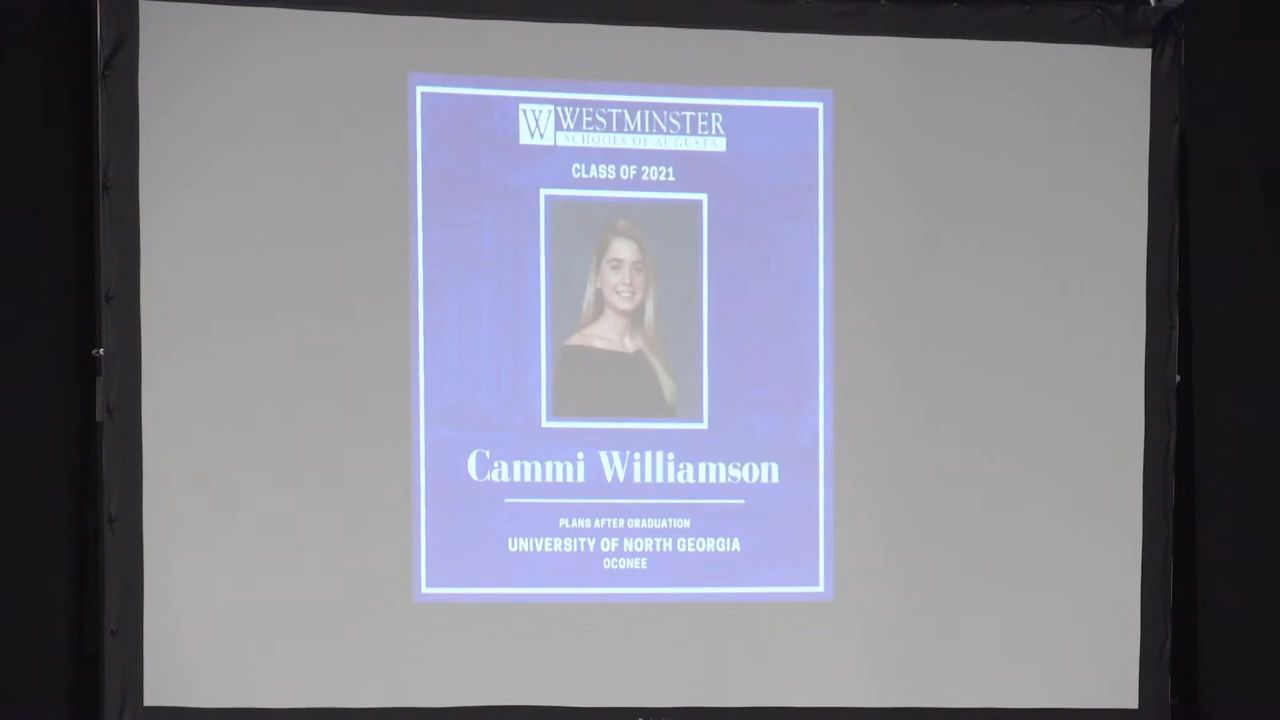 W WESTMINSTER
SCHOOLS OF AUGUSTA
CLASS OF 2021
Cammi Williamson
PLANS AFTER GRADUATION
UNIVERSITY OF NORTH GEORGIA
OCONEE